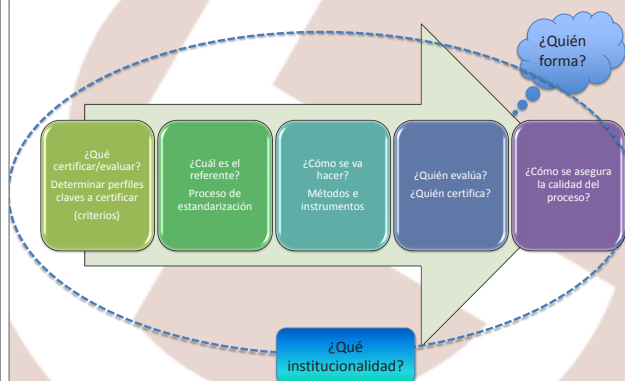 ¿Quién
forma?
¿Qué
certificar/evaluar?
Determinar perfiles
claves a certificar
(criterios)
¿Cuál es el
referente?
Proceso de
estandarización
¿Cómo se va
hacer?
Métodos e
instrumentos
¿Quién evalúa?
¿Quién certifica?
¿Cómo se asegura
la calidad del
proceso?
¿Qué
institucionalidad?